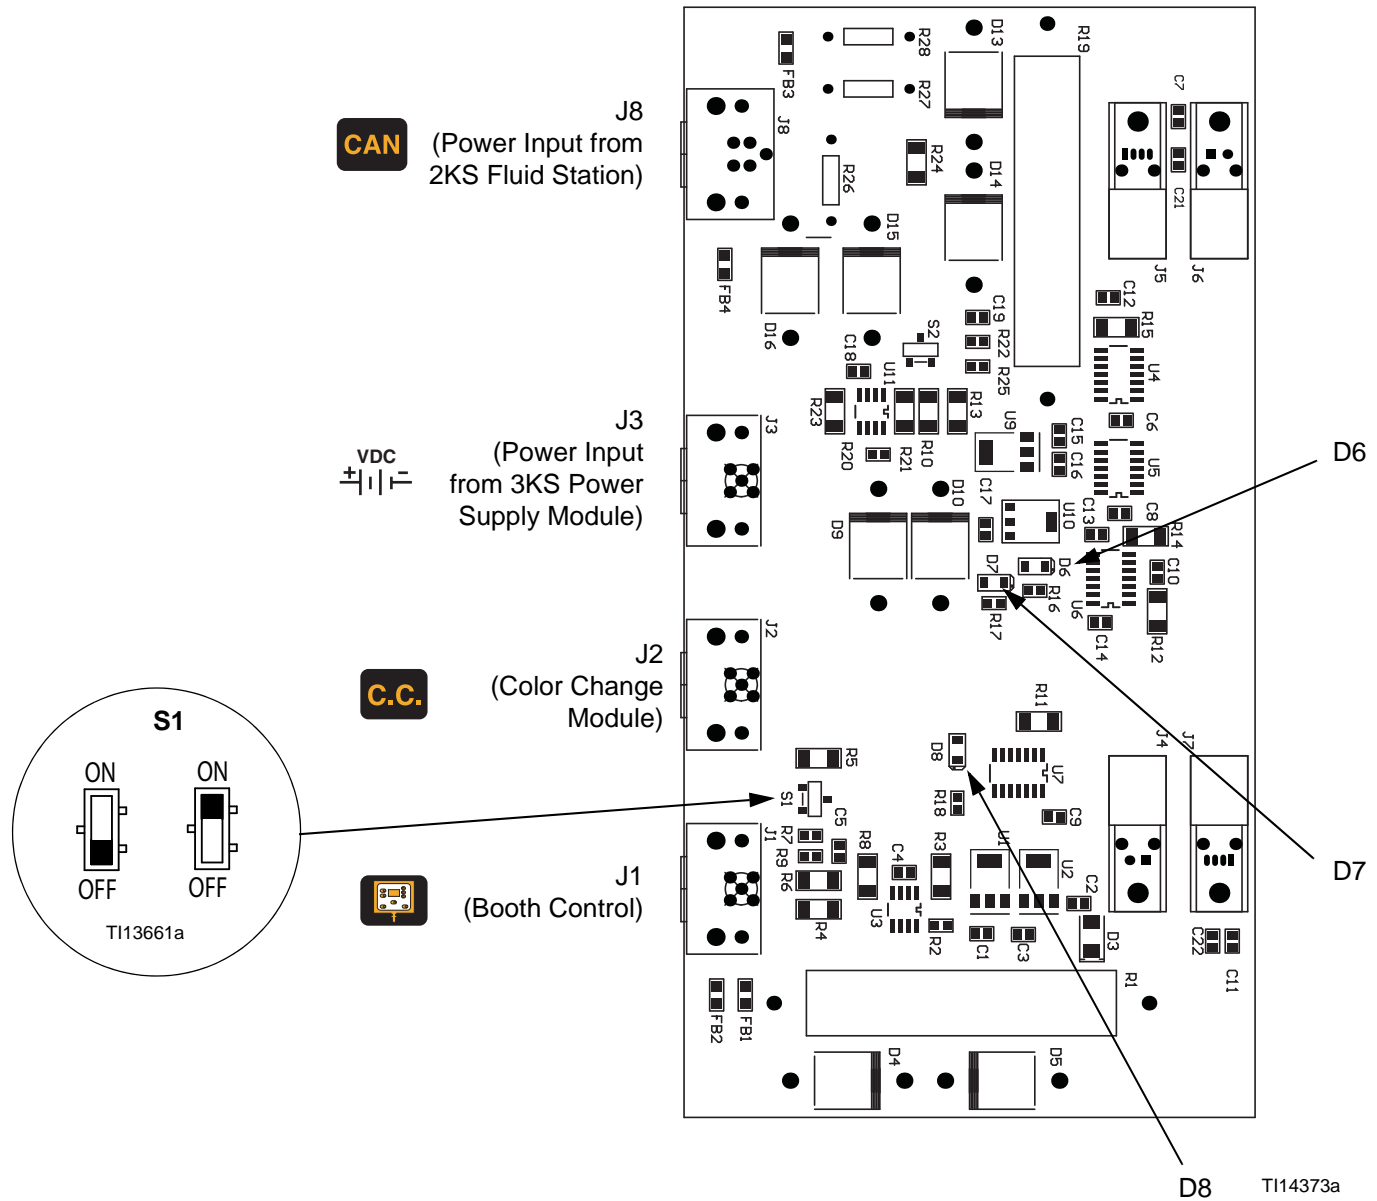 D13
R19
R28
FB3
R27
C7
J8
(Power Input from
2KS Fluid Station)
CAN
J8
R24
D14
R26
C21
D15
FB4
D16
J5
J6
C12
C19
R15
S2
R22
C18
U11
R25
U4
J3
(Power Input
from 3KS Power
Supply Module)
VDC
+ -
J3
R23
R20
R21
R10
R13
U9
C15
C16
C6
U5
D6
C17
D10
D9
U10
C13
C8
R14
D7
D6
C10
R16
U6
R17
C14
R12
J2
(Color Change
Module)
C.C.
J2
R11
J4
J7
D8
U7
R5
S1
ON
ON
OFF
OFF
TI13661a
S1
C5
R18
C9
R7
R9
R6
J1
R8
C4
R3
U1
U2
D7
J1
(Booth Control)
C2
R4
U3
R2
C1
C3
D3
C22
C11
FB2
FB1
R1
D4
D5
D8
TI14373a